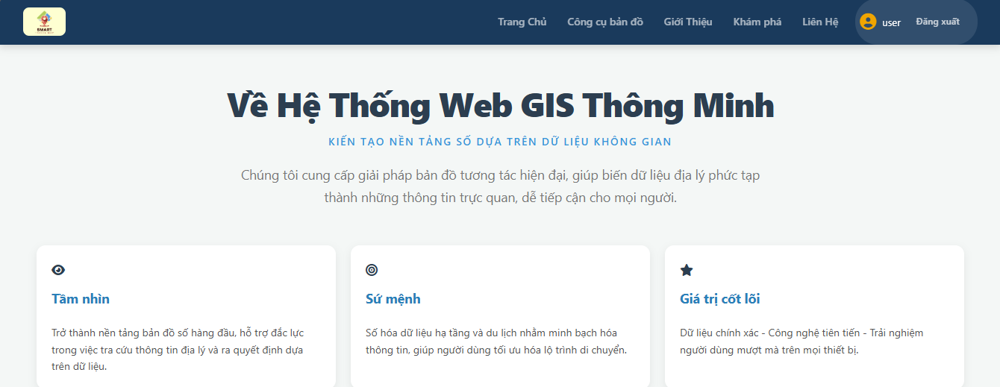 SMART
Trang Chủ
Công cụ bản đồ
Giới Thiệu
Khám phá
Liên Hệ
user
Đăng xuất
Về Hệ Thống Web GIS Thông Minh
KIẾN TẠO NỀN TẢNG SỐ DỰA TRÊN DỮ LIỆU KHÔNG GIAN
Chúng tôi cung cấp giải pháp bản đồ tương tác hiện đại, giúp biến dữ liệu địa lý phức tạp
thành những thông tin trực quan, dễ tiếp cận cho mọi người.
Tầm nhìn
Trở thành nền tảng bản đồ số hàng đầu, hỗ trợ đắc lực
trong việc tra cứu thông tin địa lý và ra quyết định dựa
trên dữ liệu.
Sứ mệnh
Số hóa dữ liệu hạ tầng và du lịch nhằm minh bạch hóa
thông tin, giúp người dùng tối ưu hóa lộ trình di chuyển.
Giá trị cốt lõi
Dữ liệu chính xác - Công nghệ tiên tiến - Trải nghiệm
người dùng mượt mà trên mọi thiết bị.